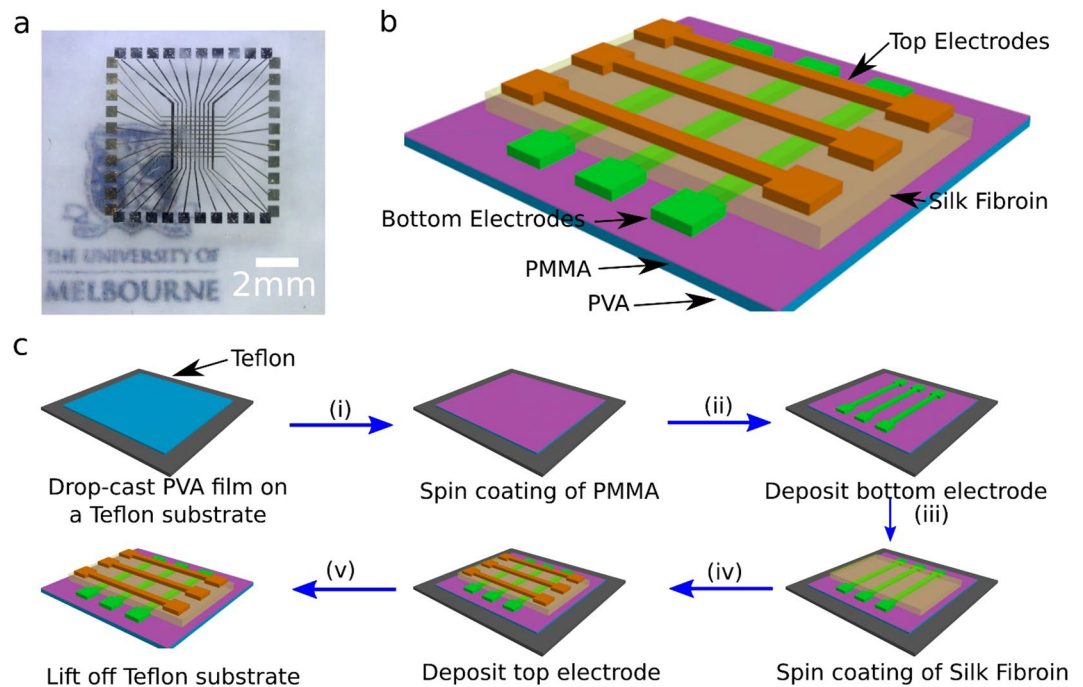 a
THE UNIVERSITY OF
MELBOURNE
2mm
b
Top Electrodes
Silk Fibroin
Bottom Electrodes
PMMA
PVA
c
Teflon
Drop-cast PVA film on
a Teflon substrate
(i)
Spin coating of PMMA
(ii)
Deposit bottom electrode
(iii)
Spin coating of Silk Fibroin
(iv)
Deposit top electrode
(v)
Lift off Teflon substrate